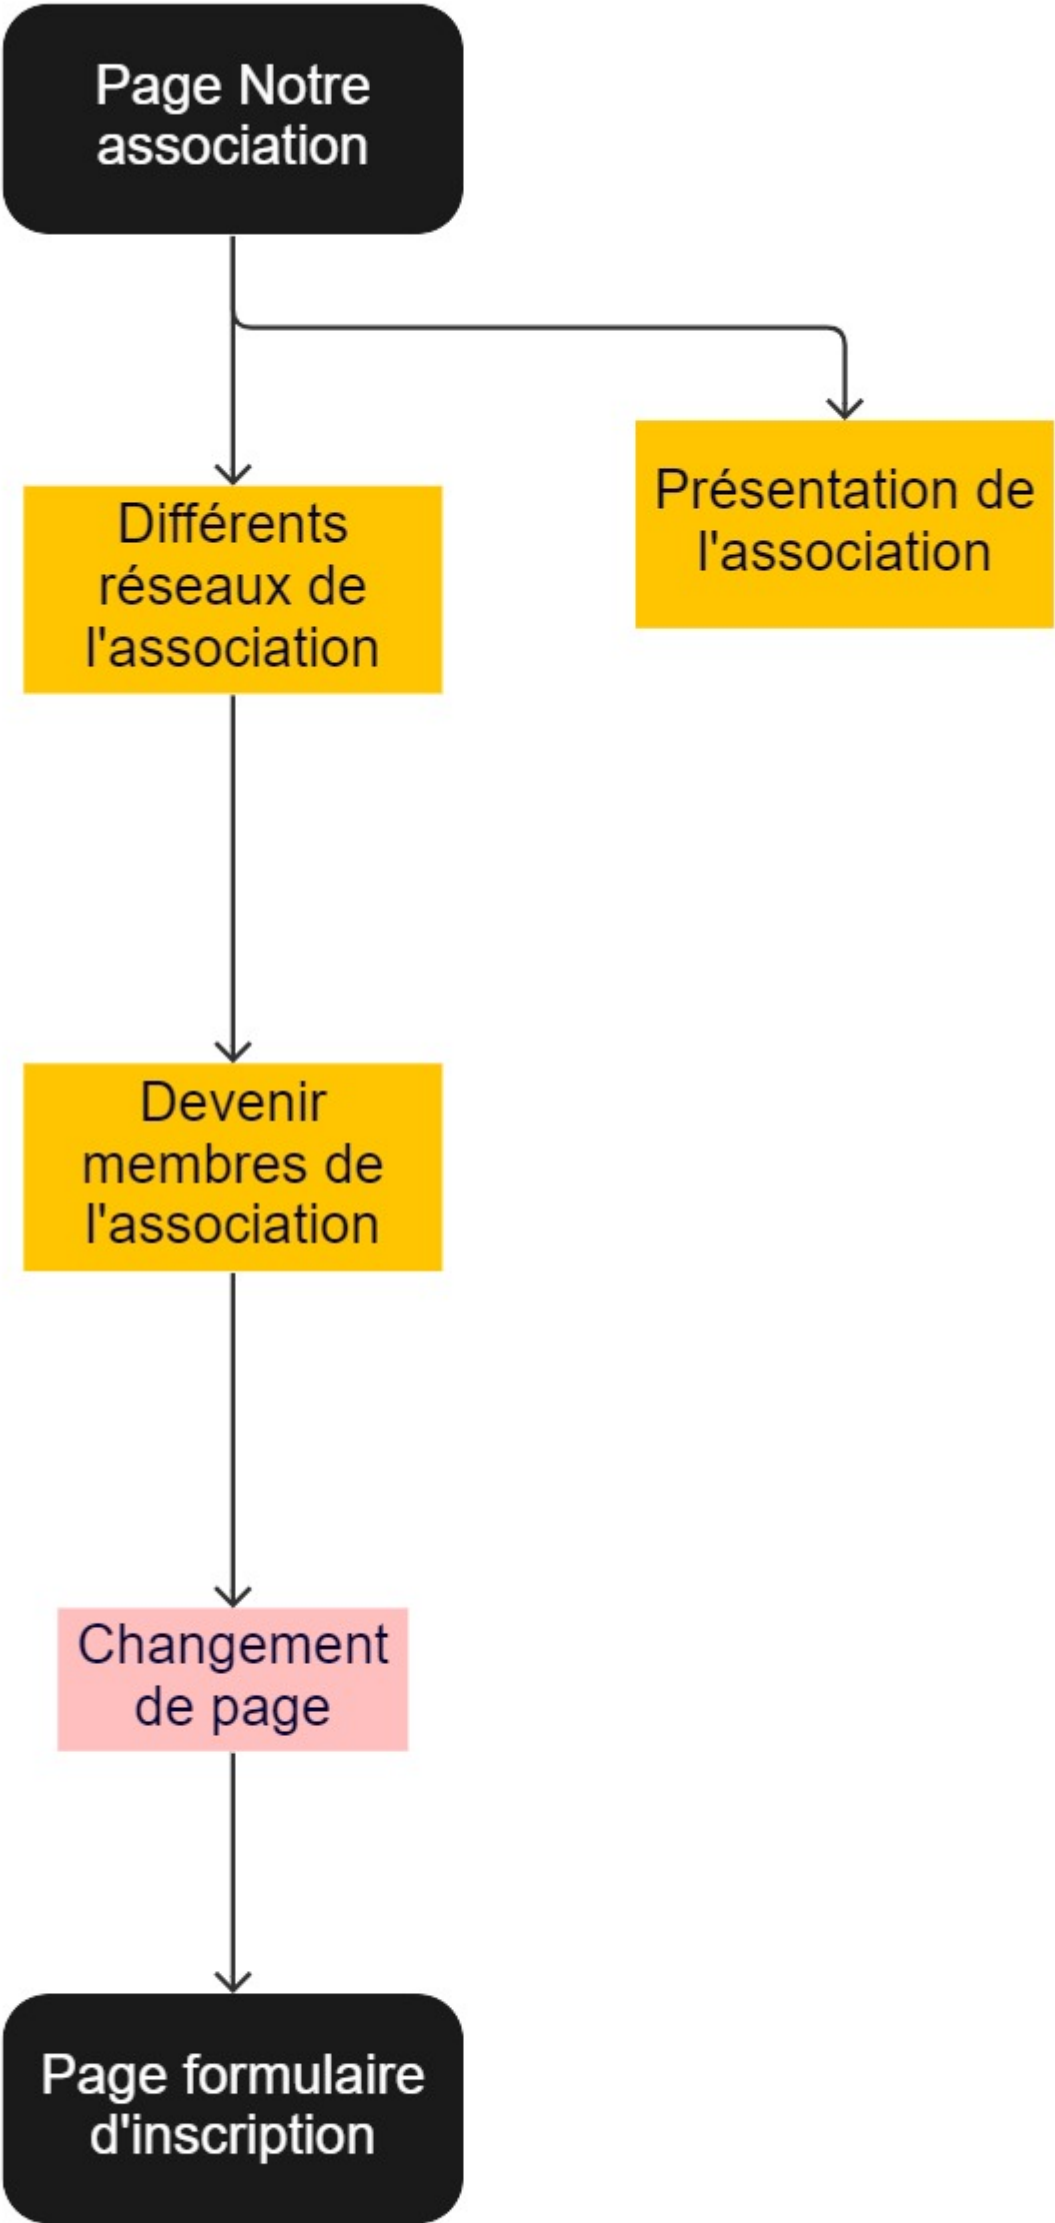 Page Notre
association
Présentation de
l'association
Différents
réseaux de
l'association
Devenir
membres de
l'association
Changement
de page
Page formulaire
d'inscription